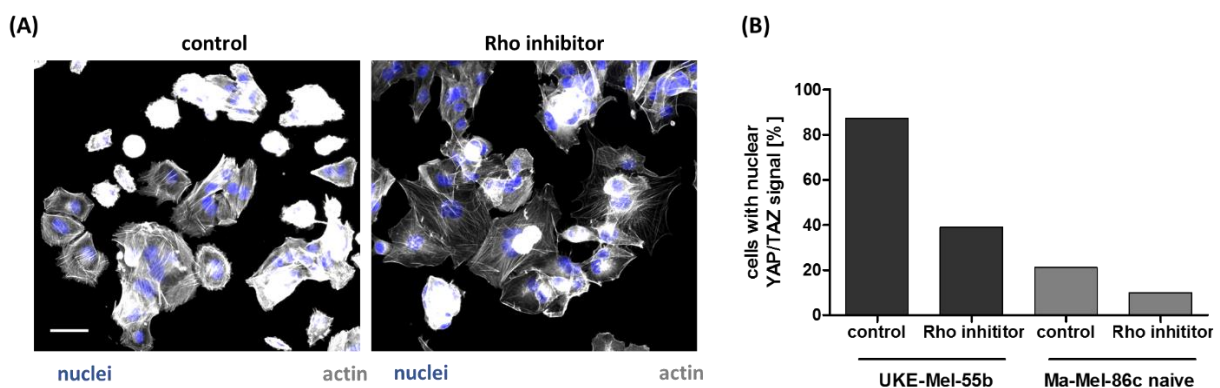 (A)
control
Rho inhibitor
nuclei
actin
nuclei
actin
(B)
cells with nuclear
YAP/TAZ signal [%]
100
80
60
40
20
0
control
Rho inhititor
control
Rho inhititor
UKE-Mel-55b
Ma-Mel-86c naive